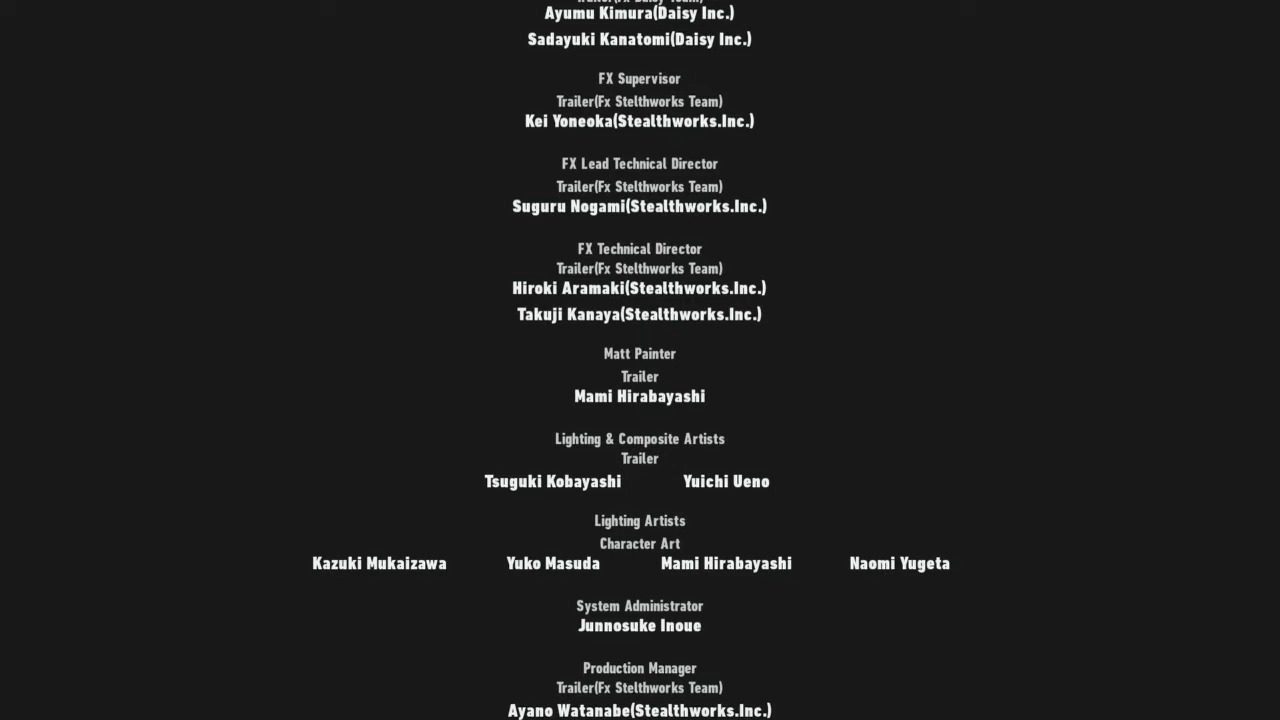 Ayumu Kimura(Daisy Inc.)
Sadayuki Kanatomi(Daisy Inc.)
FX Supervisor
Trailer(Fx Stelthworks Team)
Kei Yoneoka(Stealthworks.Inc.)
FX Lead Technical Director
Trailer(Fx Stelthworks Team)
Suguru Nogami(Stealthworks.Inc.)
FX Technical Director
Trailer(Fx Stelthworks Team)
Hiroki Aramaki(Stealthworks.Inc.)
Takuji Kanaya(Stealthworks.Inc.)
Matt Painter
Trailer
Mami Hirabayashi
Lighting & Composite Artists
Trailer
Tsuguki Kobayashi Yuichi Ueno
Lighting Artists
Character Art
Kazuki Mukaizawa Yuko Masuda Mami Hirabayashi Naomi Yugeta
System Administrator
Junnosuke Inoue
Production Manager
Trailer(Fx Stelthworks Team)
Ayano Watanabe(Stealthworks.Inc.)